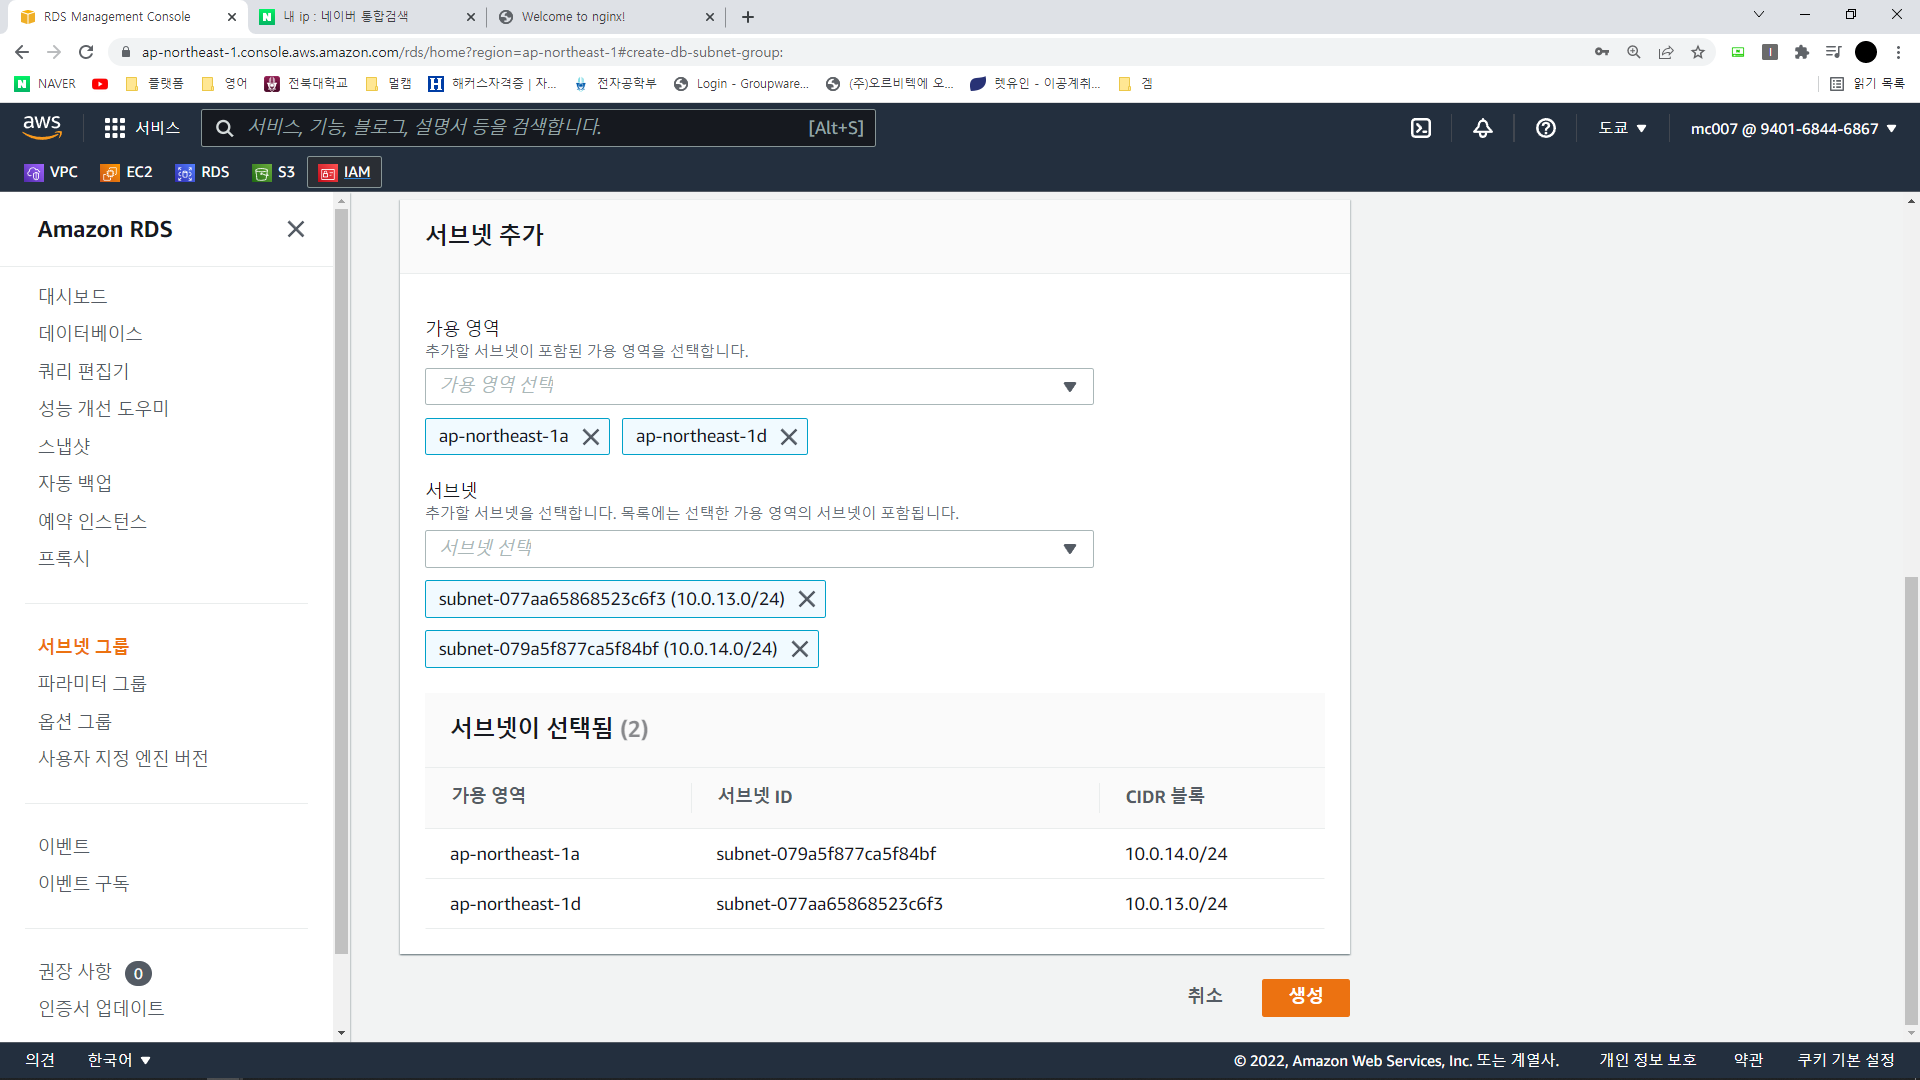 RDS Management Console
내 ip : 네이버 통합검색
Welcome to nginx!
ap-northeast-1.console.aws.amazon.com/rds/home?region=ap-northeast-1#create-db-subnet-group:
NAVER
플랫폼
영어
전북대학교
멀캠
해커스자격증 | 자...
전자공학부
Login - Groupware...
(주)오르비텍에 오...
렛유인 - 이공계취...
겜
읽기 목록
aws
서비스
서비스, 기능, 블로그, 설명서 등을 검색합니다.
[Alt+S]
도쿄
mc007 @ 9401-6844-6867
VPC
EC2
RDS
S3
IAM
Amazon RDS
대시보드
데이터베이스
쿼리 편집기
성능 개선 도우미
스냅샷
자동 백업
예약 인스턴스
프록시
서브넷 그룹
파라미터 그룹
옵션 그룹
사용자 지정 엔진 버전
이벤트
이벤트 구독
권장 사항 0
인증서 업데이트
서브넷 추가
가용 영역
추가할 서브넷이 포함된 가용 영역을 선택합니다.
가용 영역 선택
ap-northeast-1a
ap-northeast-1d
서브넷
추가할 서브넷을 선택합니다. 목록에는 선택한 가용 영역의 서브넷이 포함됩니다.
서브넷 선택
subnet-077aa65868523c6f3 (10.0.13.0/24)
subnet-079a5f877ca5f84bf (10.0.14.0/24)
서브넷이 선택됨 (2)
가용 영역 서브넷 ID CIDR 블록
ap-northeast-1a subnet-079a5f877ca5f84bf 10.0.14.0/24
ap-northeast-1d subnet-077aa65868523c6f3 10.0.13.0/24
취소
생성
의견
한국어
© 2022, Amazon Web Services, Inc. 또는 계열사.
개인 정보 보호
약관
쿠키 기본 설정